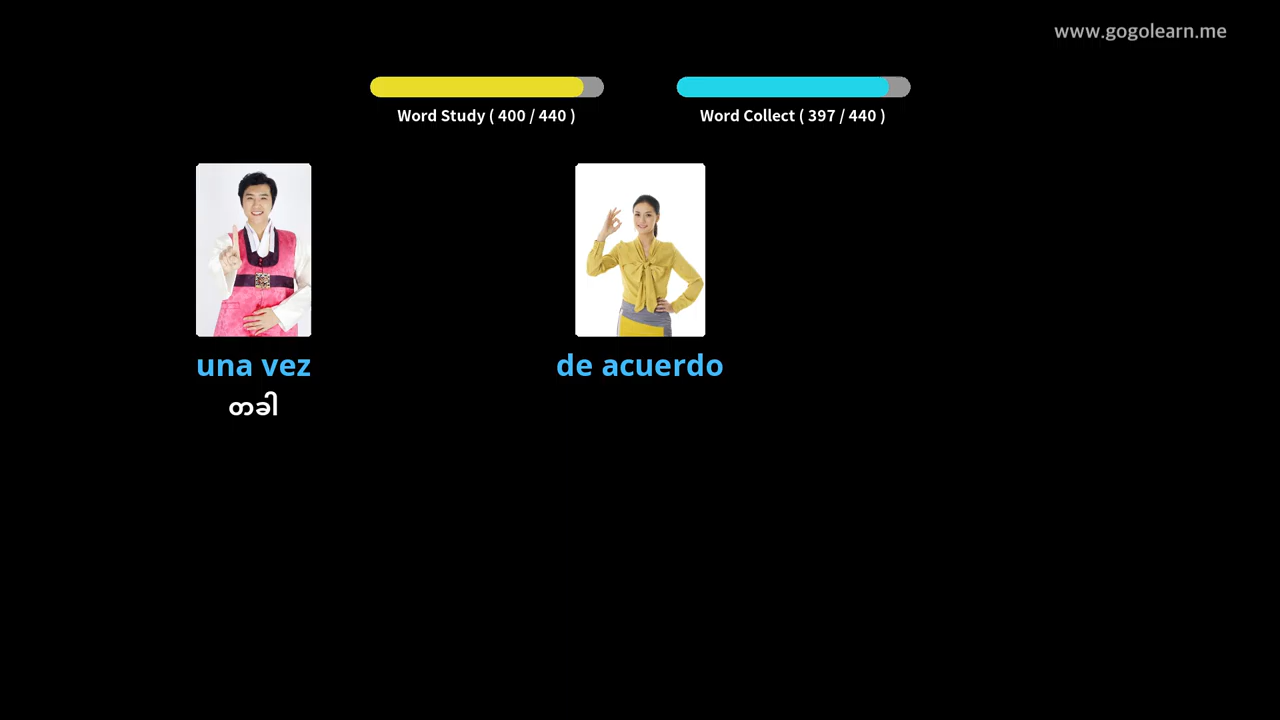 www.gogolearn.me
Word Study ( 400 / 440 )
Word Collect ( 397 / 440 )
una vez
de acuerdo
တခါ